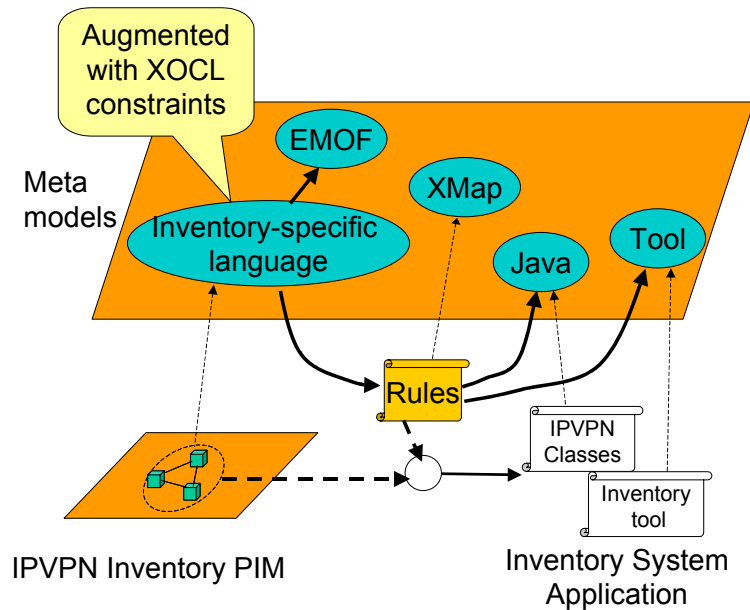 Augmented
with XOCL
constraints
EMOF
Meta
models
XMap
Inventory-specific
language
Java
Tool
Rules
IPVPN
Classes
Inventory
tool
IPVPN Inventory PIM
Inventory System
Application